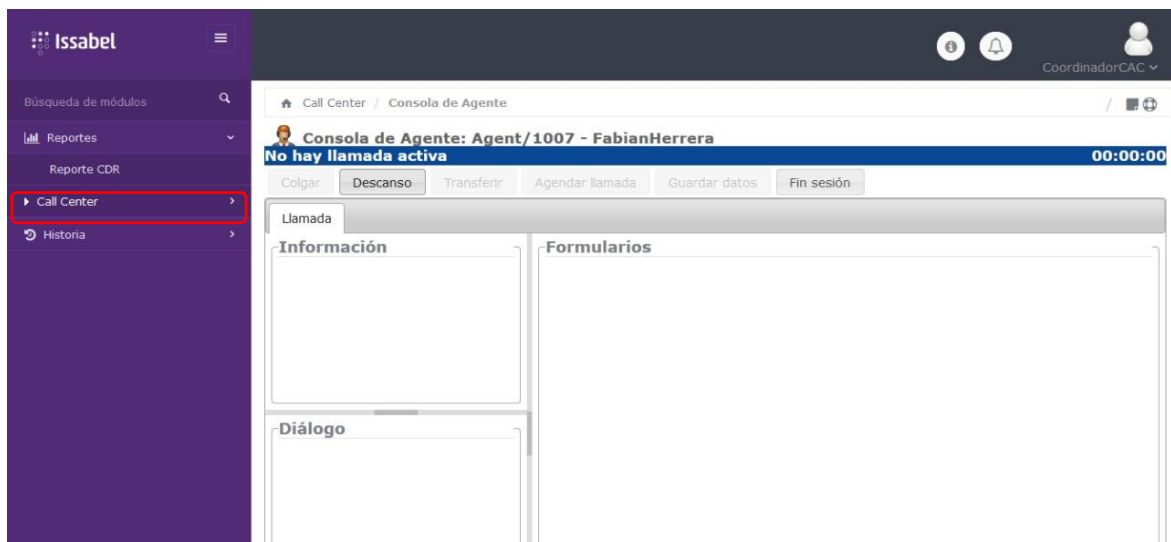 Issabel
CoordinadorCAC
Búsqueda de módulos
Call Center / Consola de Agente /
Reportes
Consola de Agente: Agent/1007 - FabianHerrera
No hay llamada activa 00:00:00
Reporte CDR
Colgar Descanso Transferir Agendar llamada Guardar datos Fin sesión
Call Center
Llamada
Historia
Información Formularios
Diálogo